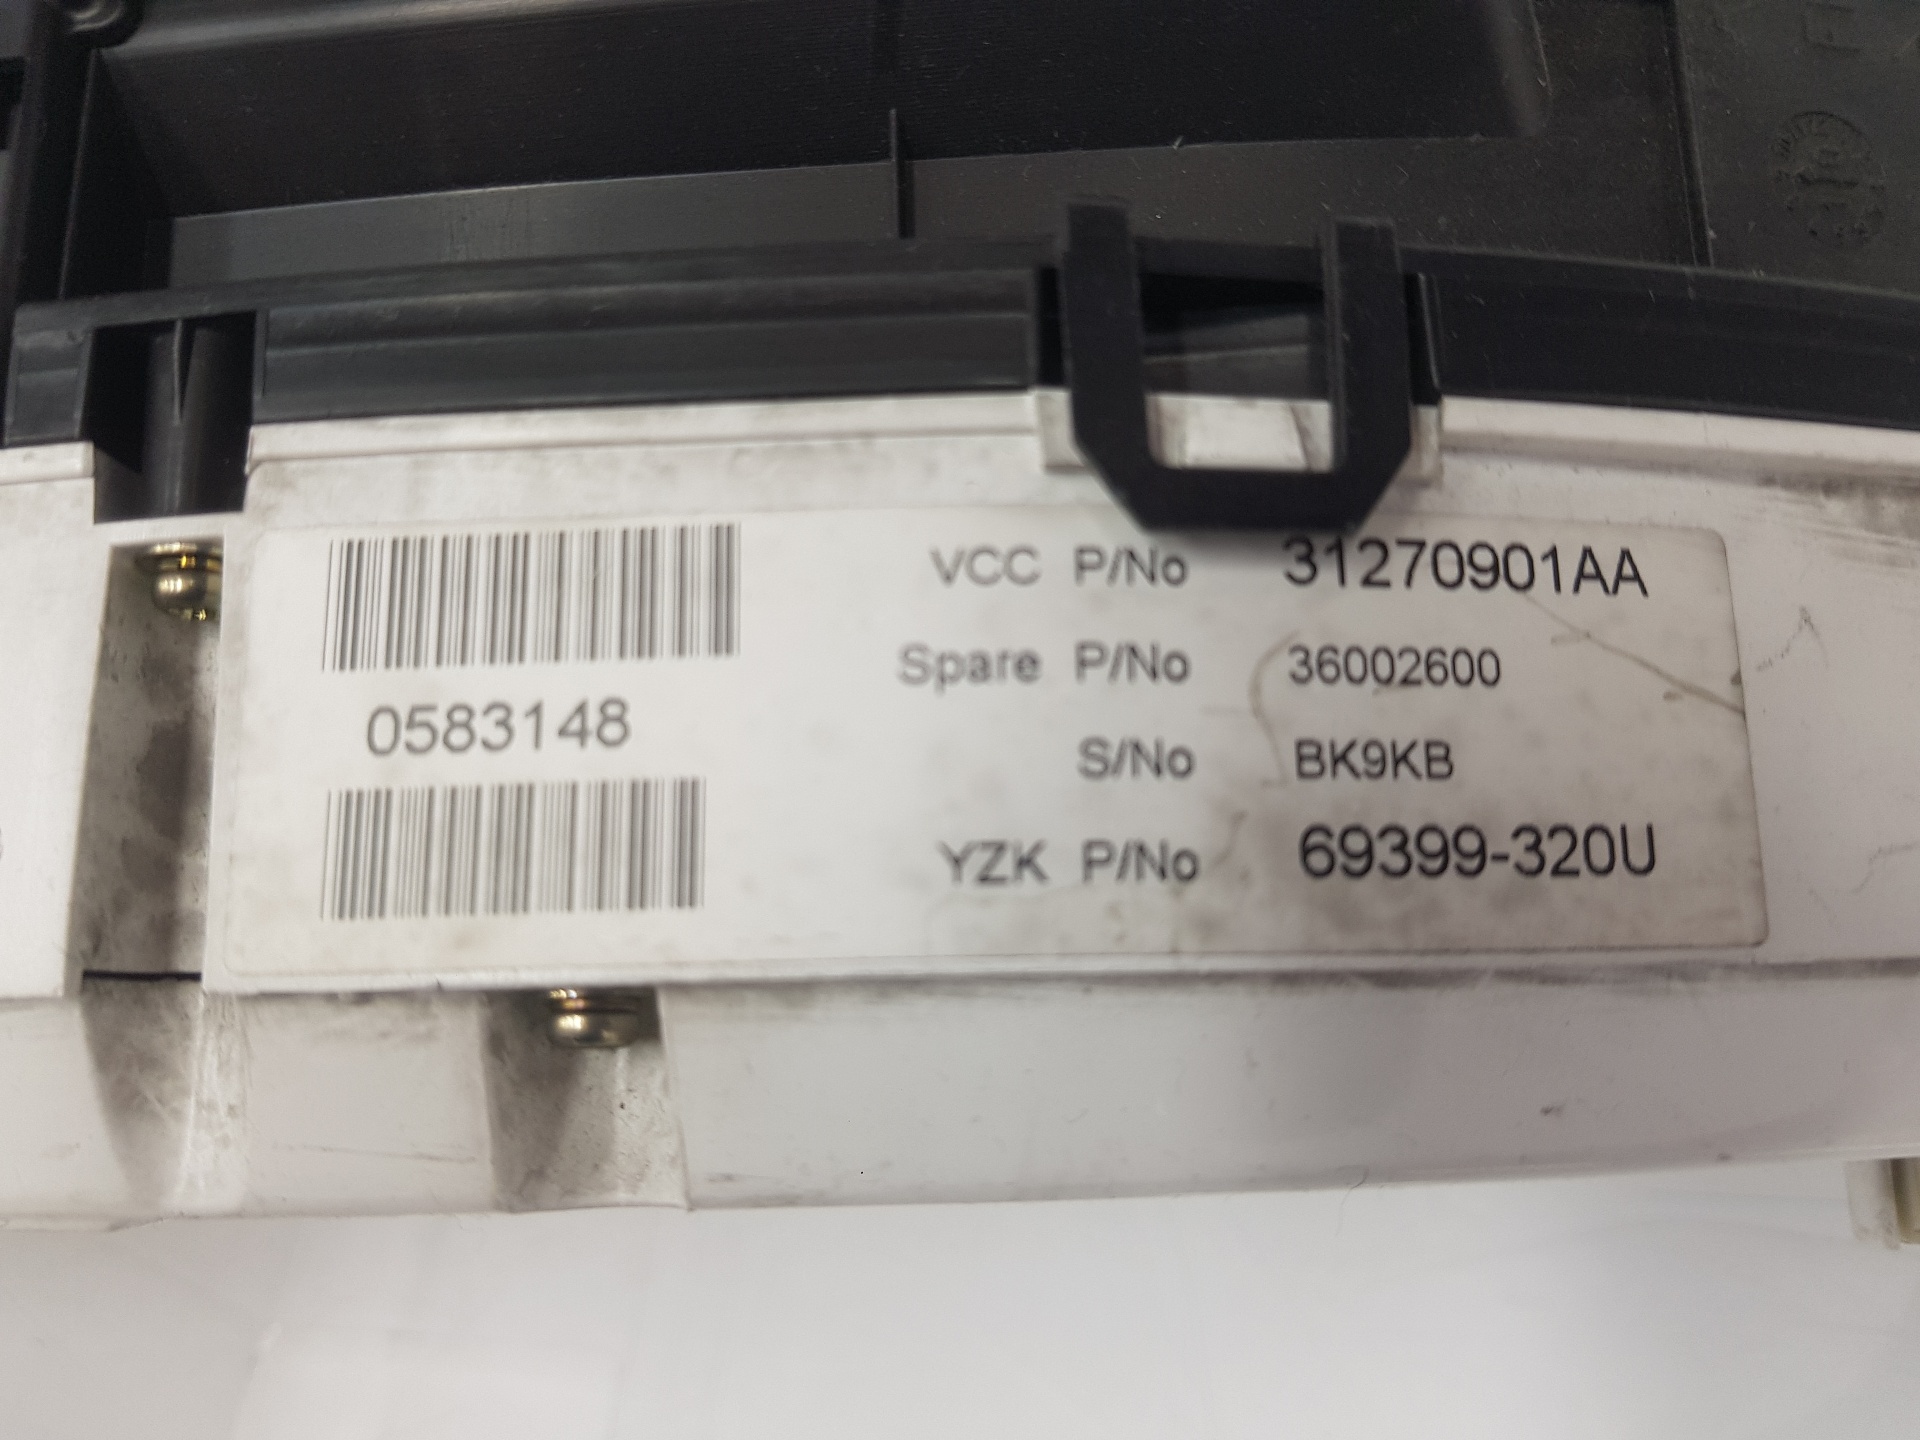 VCC P/No 31270901AA
Spare P/No 36002600
0583148
S/No BK9KB
YZK P/No 69399-320U